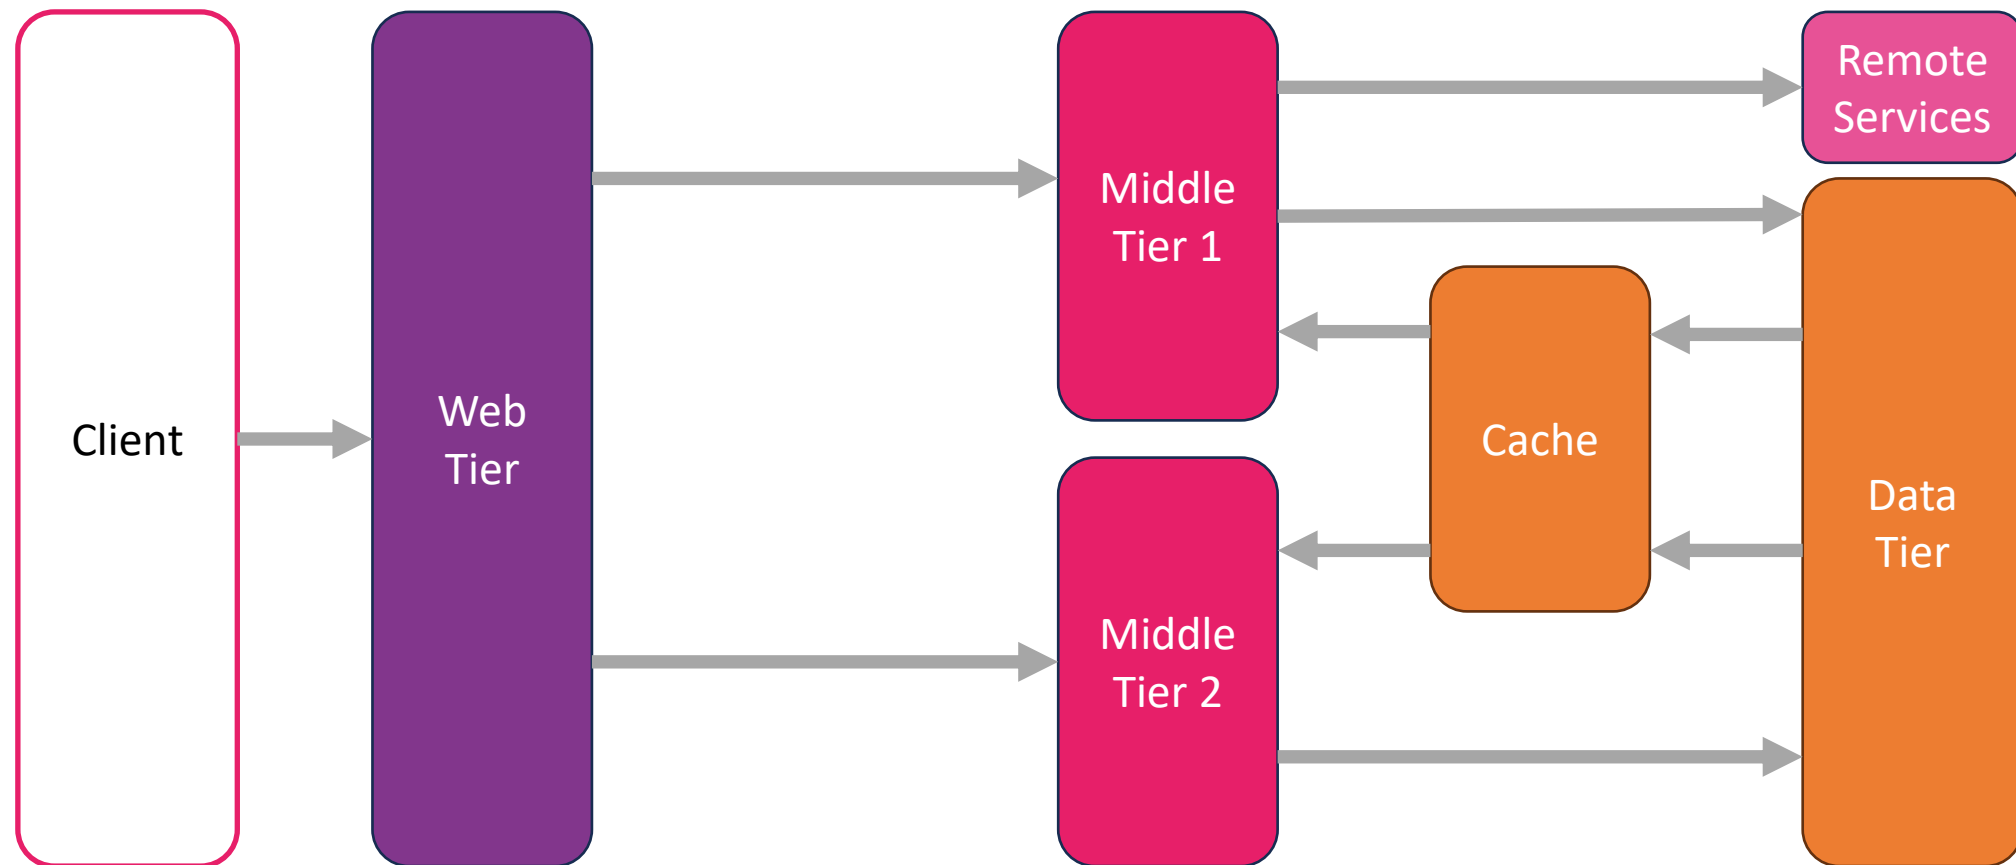 Client
Web
Tier
Middle
Tier 1
Middle
Tier 2
Cache
Remote
Services
Data
Tier